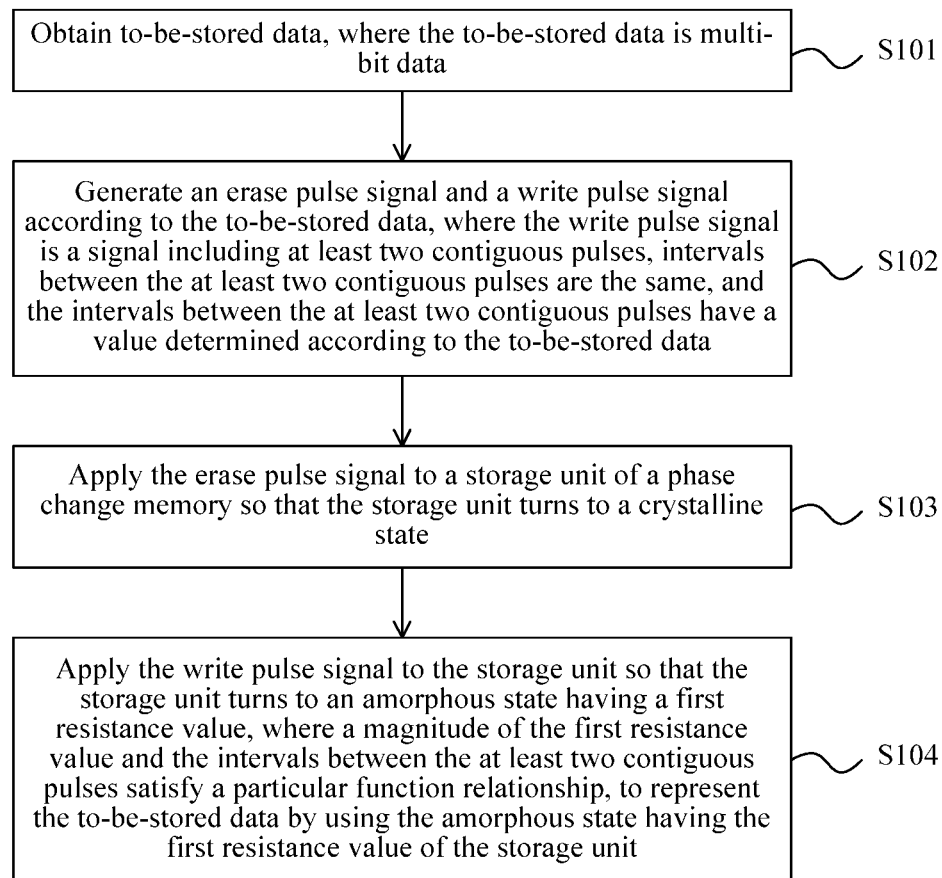 Obtain to-be-stored data, where the to-be-stored data is multi-
bit data
S101
Generate an erase pulse signal and a write pulse signal
according to the to-be-stored data, where the write pulse signal
is a signal including at least two contiguous pulses, intervals
between the at least two contiguous pulses are the same, and
the intervals between the at least two contiguous pulses have a
value determined according to the to-be-stored data
S102
Apply the erase pulse signal to a storage unit of a phase
change memory so that the storage unit turns to a crystalline
state
S103
Apply the write pulse signal to the storage unit so that the
storage unit turns to an amorphous state having a first
resistance value, where a magnitude of the first resistance
value and the intervals between the at least two contiguous
pulses satisfy a particular function relationship, to represent
the to-be-stored data by using the amorphous state having the
first resistance value of the storage unit
S104